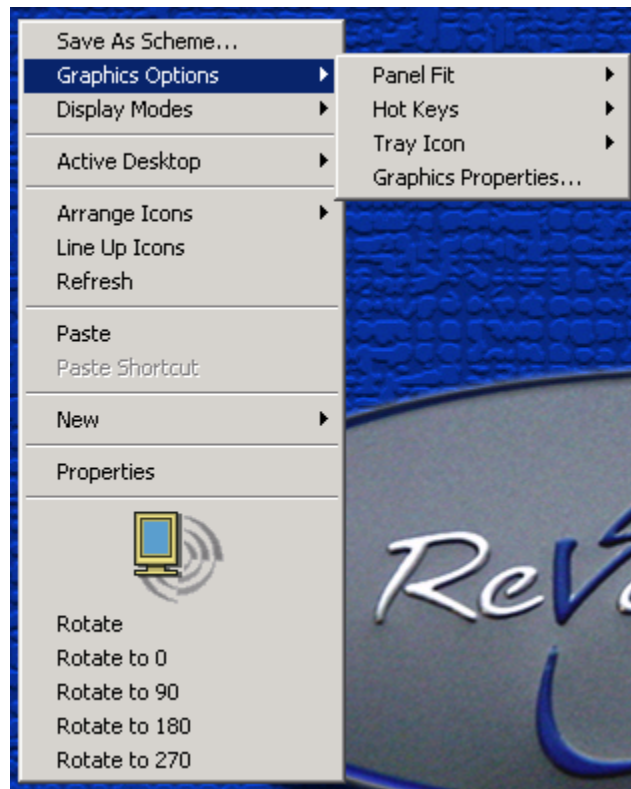 Save As Scheme...
Graphics Options
Display Modes
Active Desktop
Arrange Icons
Line Up Icons
Refresh
Paste
Paste Shortcut
New
Properties
Rotate
Rotate to 0
Rotate to 90
Rotate to 180
Rotate to 270
Panel Fit
Hot Keys
Tray Icon
Graphics Properties...